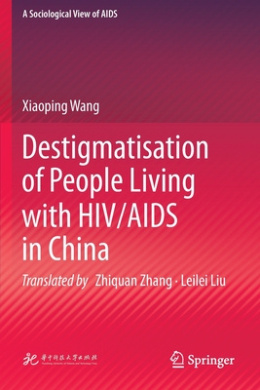 A Sociological View of AIDS
Xiaoping Wang
Destigmatisation
of People Living
with HIV/AIDS
in China
Translated by Zhiquan Zhang · Leilei Liu
Springer